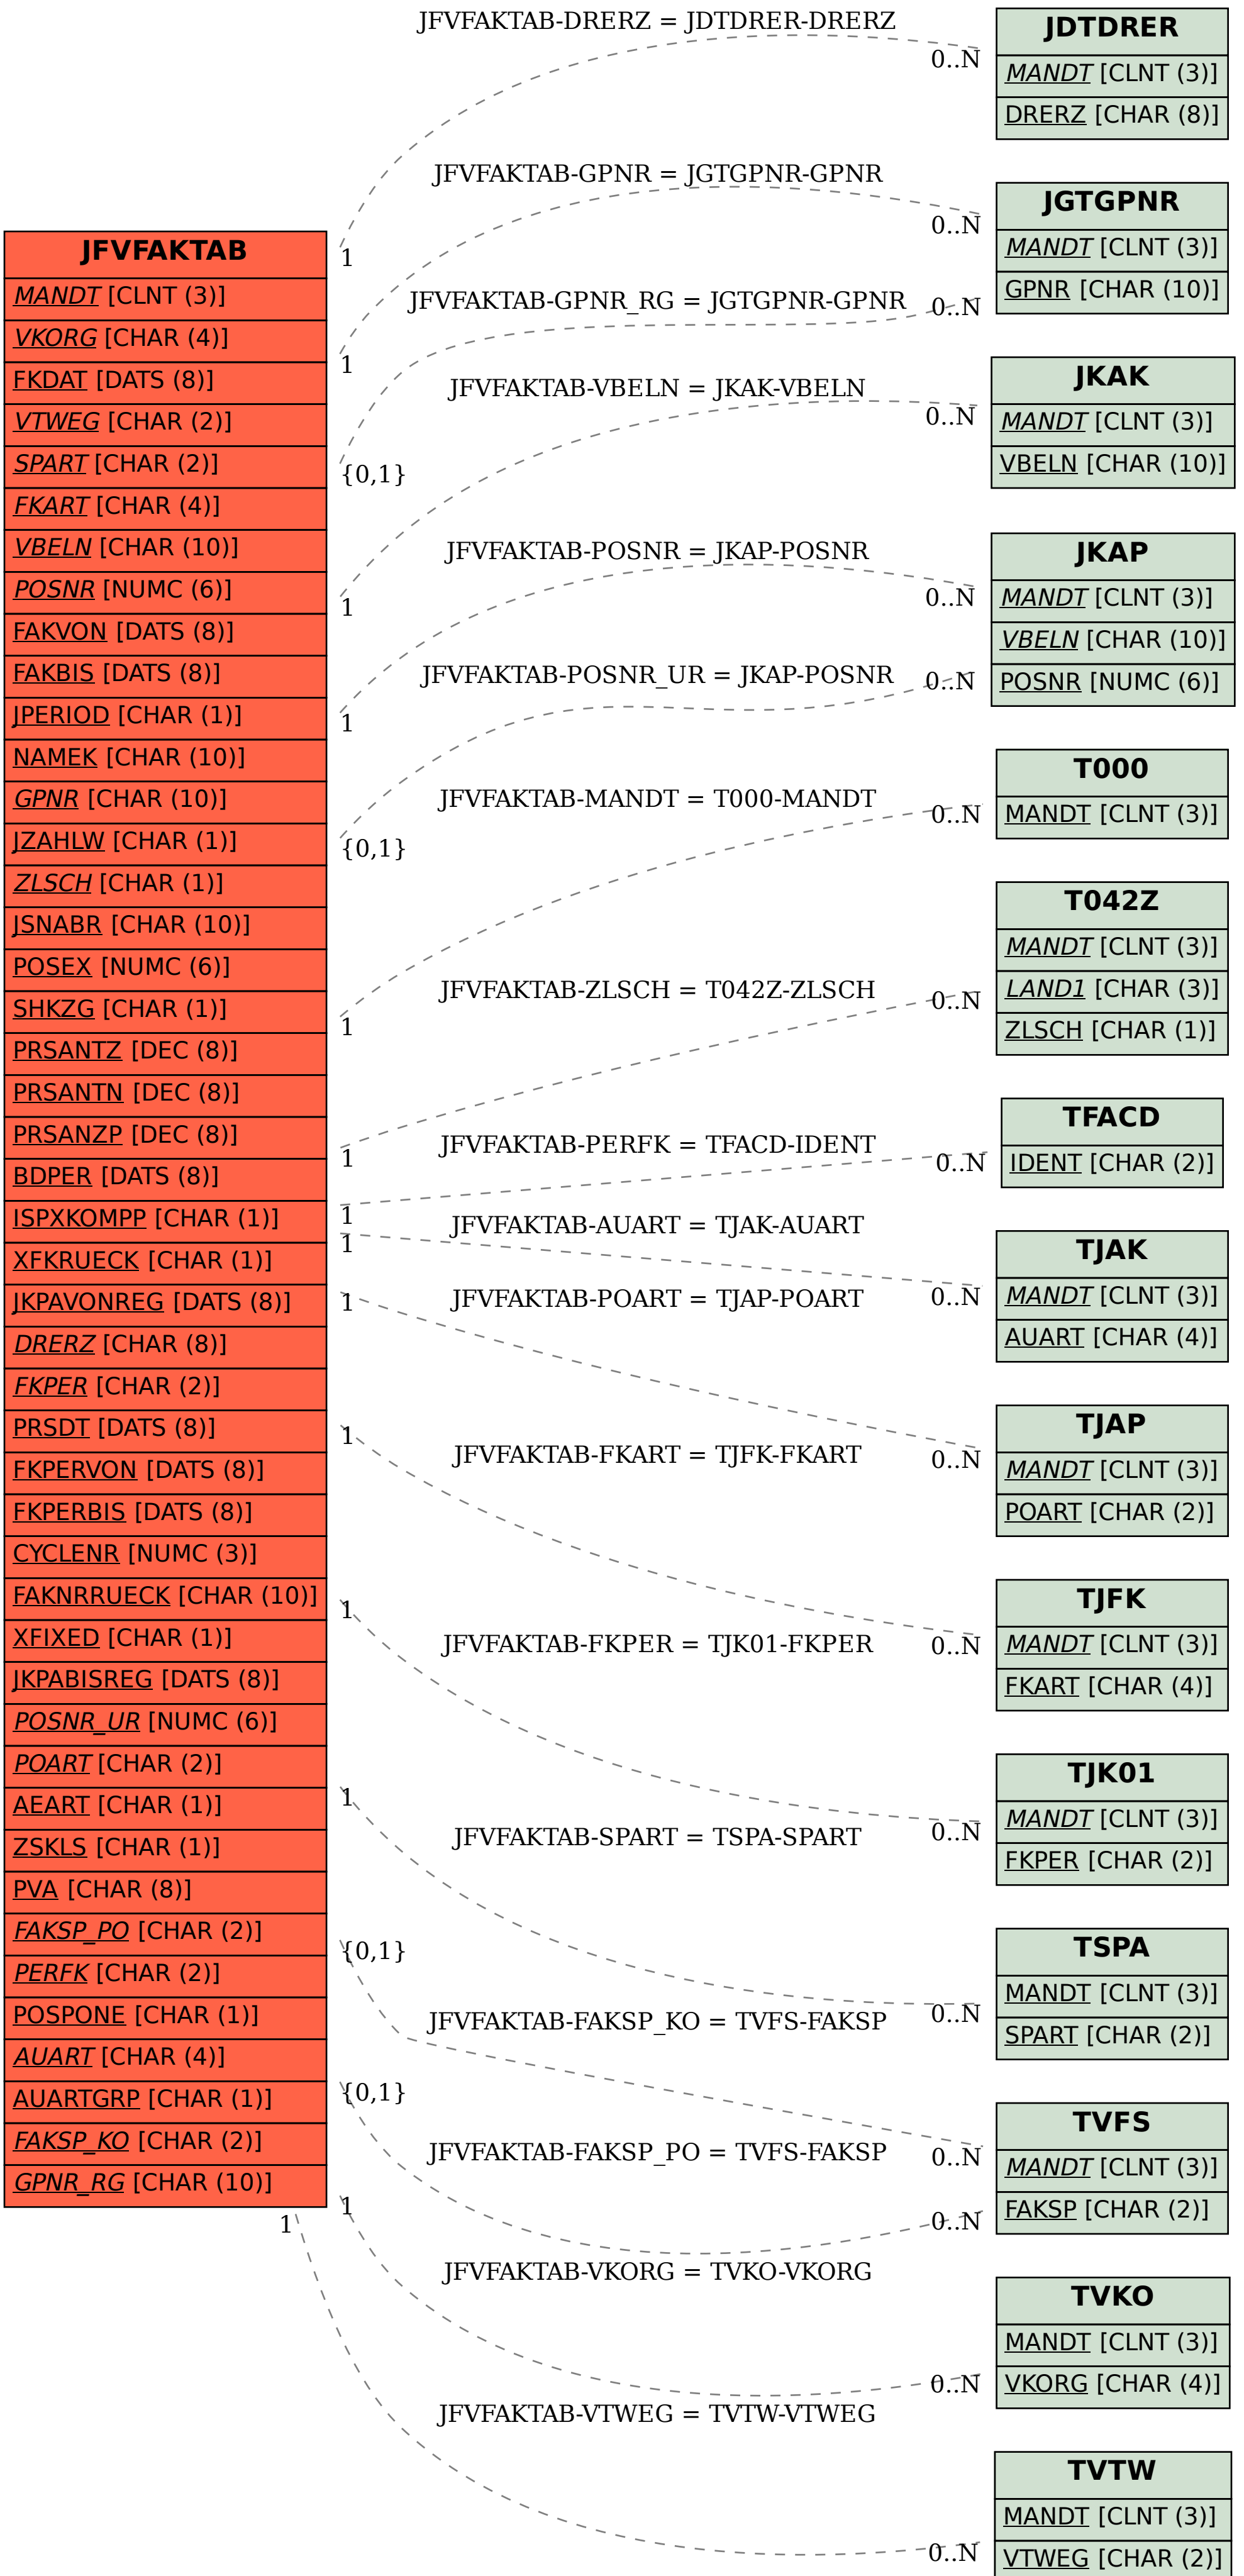 JFVFAKTAB
MANDT [CLNT (3)]
VKORG [CHAR (4)]
FKDAT [DATS (8)]
VTWEG [CHAR (2)]
SPART [CHAR (2)]
FKART [CHAR (4)]
VBELN [CHAR (10)]
POSNR [NUMC (6)]
FAKVON [DATS (8)]
FAKBIS [DATS (8)]
JPERIOD [CHAR (1)]
NAMEK [CHAR (10)]
GPNR [CHAR (10)]
JZAHLW [CHAR (1)]
ZLSCH [CHAR (1)]
JSNABR [CHAR (10)]
POSEX [NUMC (6)]
SHKZG [CHAR (1)]
PRSANTZ [DEC (8)]
PRSANTN [DEC (8)]
PRSANZP [DEC (8)]
BDPER [DATS (8)]
ISPXKOMPP [CHAR (1)]
XFKRUECK [CHAR (1)]
JKPAVONREG [DATS (8)]
DRERZ [CHAR (8)]
FKPER [CHAR (2)]
PRSDT [DATS (8)]
FKPERVON [DATS (8)]
FKPERBIS [DATS (8)]
CYCLENR [NUMC (3)]
FAKNRRUECK [CHAR (10)]
XFIXED [CHAR (1)]
JKPABISREG [DATS (8)]
POSNR_UR [NUMC (6)]
POART [CHAR (2)]
AEART [CHAR (1)]
ZSKLS [CHAR (1)]
PVA [CHAR (8)]
FAKSP_PO [CHAR (2)]
PERFK [CHAR (2)]
POSPONE [CHAR (1)]
AUART [CHAR (4)]
AUARTGRP [CHAR (1)]
FAKSP_KO [CHAR (2)]
GPNR_RG [CHAR (10)]
JFVFAKTAB-DRERZ = JDTDRER-DRERZ
0..N
1
JFVFAKTAB-GPNR = JGTGPNR-GPNR
0..N
1
JFVFAKTAB-GPNR_RG = JGTGPNR-GPNR
0..N
{0,1}
JFVFAKTAB-VBELN = JKAK-VBELN
0..N
1
JFVFAKTAB-POSNR = JKAP-POSNR
0..N
1
JFVFAKTAB-POSNR_UR = JKAP-POSNR
0..N
{0,1}
JFVFAKTAB-MANDT = T000-MANDT
0..N
1
JFVFAKTAB-ZLSCH = T042Z-ZLSCH
0..N
1
JFVFAKTAB-PERFK = TFACD-IDENT
0..N
1
JFVFAKTAB-AUART = TJAK-AUART
0..N
1
JFVFAKTAB-POART = TJAP-POART
0..N
1
JFVFAKTAB-FKART = TJFK-FKART
0..N
1
JFVFAKTAB-FKPER = TJK01-FKPER
0..N
1
JFVFAKTAB-SPART = TSPA-SPART
0..N
1
JFVFAKTAB-FAKSP_KO = TVFS-FAKSP
0..N
{0,1}
JFVFAKTAB-FAKSP_PO = TVFS-FAKSP
0..N
{0,1}
JFVFAKTAB-VKORG = TVKO-VKORG
0..N
1
JFVFAKTAB-VTWEG = TVTW-VTWEG
0..N
1
JDTDRER
MANDT [CLNT (3)]
DRERZ [CHAR (8)]
JGTGPNR
MANDT [CLNT (3)]
GPNR [CHAR (10)]
JKAK
MANDT [CLNT (3)]
VBELN [CHAR (10)]
JKAP
MANDT [CLNT (3)]
VBELN [CHAR (10)]
POSNR [NUMC (6)]
T000
MANDT [CLNT (3)]
T042Z
MANDT [CLNT (3)]
LAND1 [CHAR (3)]
ZLSCH [CHAR (1)]
TFACD
IDENT [CHAR (2)]
TJAK
MANDT [CLNT (3)]
AUART [CHAR (4)]
TJAP
MANDT [CLNT (3)]
POART [CHAR (2)]
TJFK
MANDT [CLNT (3)]
FKART [CHAR (4)]
TJK01
MANDT [CLNT (3)]
FKPER [CHAR (2)]
TSPA
MANDT [CLNT (3)]
SPART [CHAR (2)]
TVFS
MANDT [CLNT (3)]
FAKSP [CHAR (2)]
TVKO
MANDT [CLNT (3)]
VKORG [CHAR (4)]
TVTW
MANDT [CLNT (3)]
VTWEG [CHAR (2)]